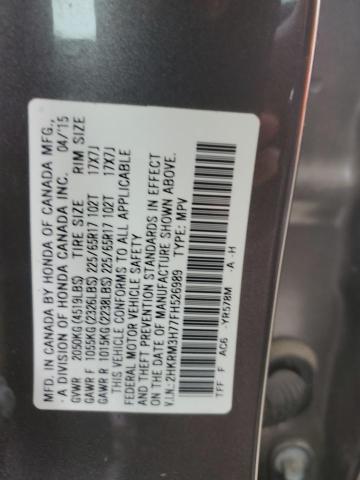 MFD. IN CANADA BY HONDA OF CANADA MFG.,
- A DIVISION OF HONDA CANADA INC. 04/'15
GVWR 2050KG(4519LBS) TIRE SIZE RIM SIZE
GAWR F 1055KG(2326LBS) 225/65R17 102T 17X7J
GAWR R 1015KG(2238LBS) 225/65R17 102T 17X7J
THIS VEHICLE CONFORMS TO ALL APPLICABLE
FEDERAL MOTOR VEHICLE SAFETY
AND THEFT PREVENTION STANDARDS IN EFFECT
ON THE DATE OF MANUFACTURE SHOWN ABOVE.
V.I.N.:2HKRM3H77FH526989 TYPE: MPV
TFF F AC6 -YR578M -A -H